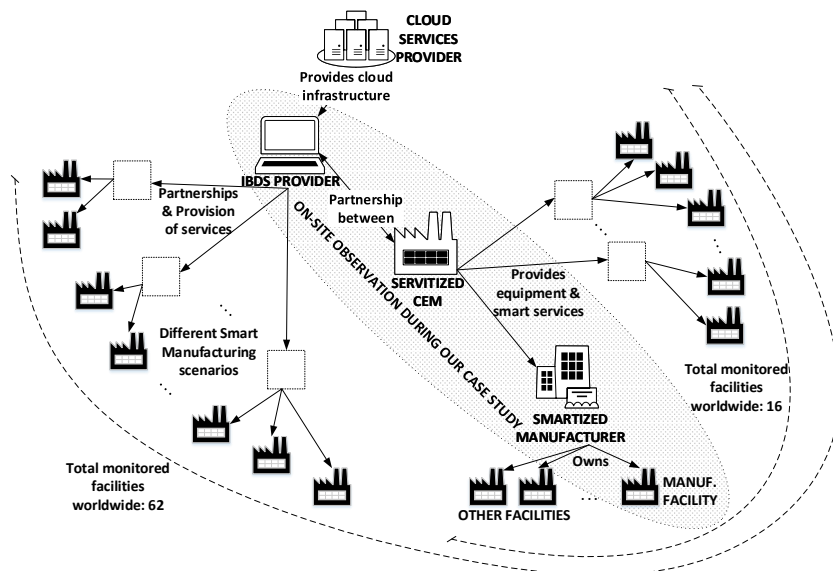 CLOUD
SERVICES
PROVIDER
Provides cloud
infrastructure
IBDS PROVIDER
Partnerships
& Provision
of services
Partnership
between
ON-SITE OBSERVATION DURING OUR CASE STUDY
SERVITIZED
CEM
Provides
equipment &
smart services
...
...
...
Different Smart
Manufacturing
scenarios
...
Total monitored
facilities
worldwide: 16
SMARTIZED
MANUFACTURER
Owns
Total monitored
facilities
worldwide: 62
...
MANUF.
FACILITY
OTHER FACILITIES